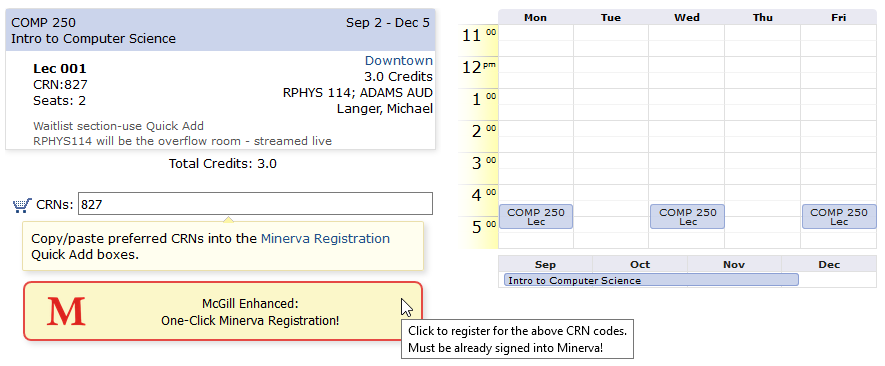 COMP 250 Sep 2 - Dec 5
Intro to Computer Science
Lec 001 Downtown
CRN:827 3.0 Credits
Seats: 2 RPHYS 114; ADAMS AUD
Langer, Michael
Waitlist section-use Quick Add
RPHYS114 will be the overflow room - streamed live
Total Credits: 3.0
CRNs: 827
Copy/paste preferred CRNs into the Minerva Registration
Quick Add boxes.
M
McGill Enhanced:
One-Click Minerva Registration!
Click to register for the above CRN codes.
Must be already signed into Minerva!
Mon Tue Wed Thu Fri
11 00
12 pm
1 00
2 00
3 00
4 00
5 00
COMP 250 COMP 250 COMP 250
Lec Lec Lec
Sep Oct Nov Dec
Intro to Computer Science